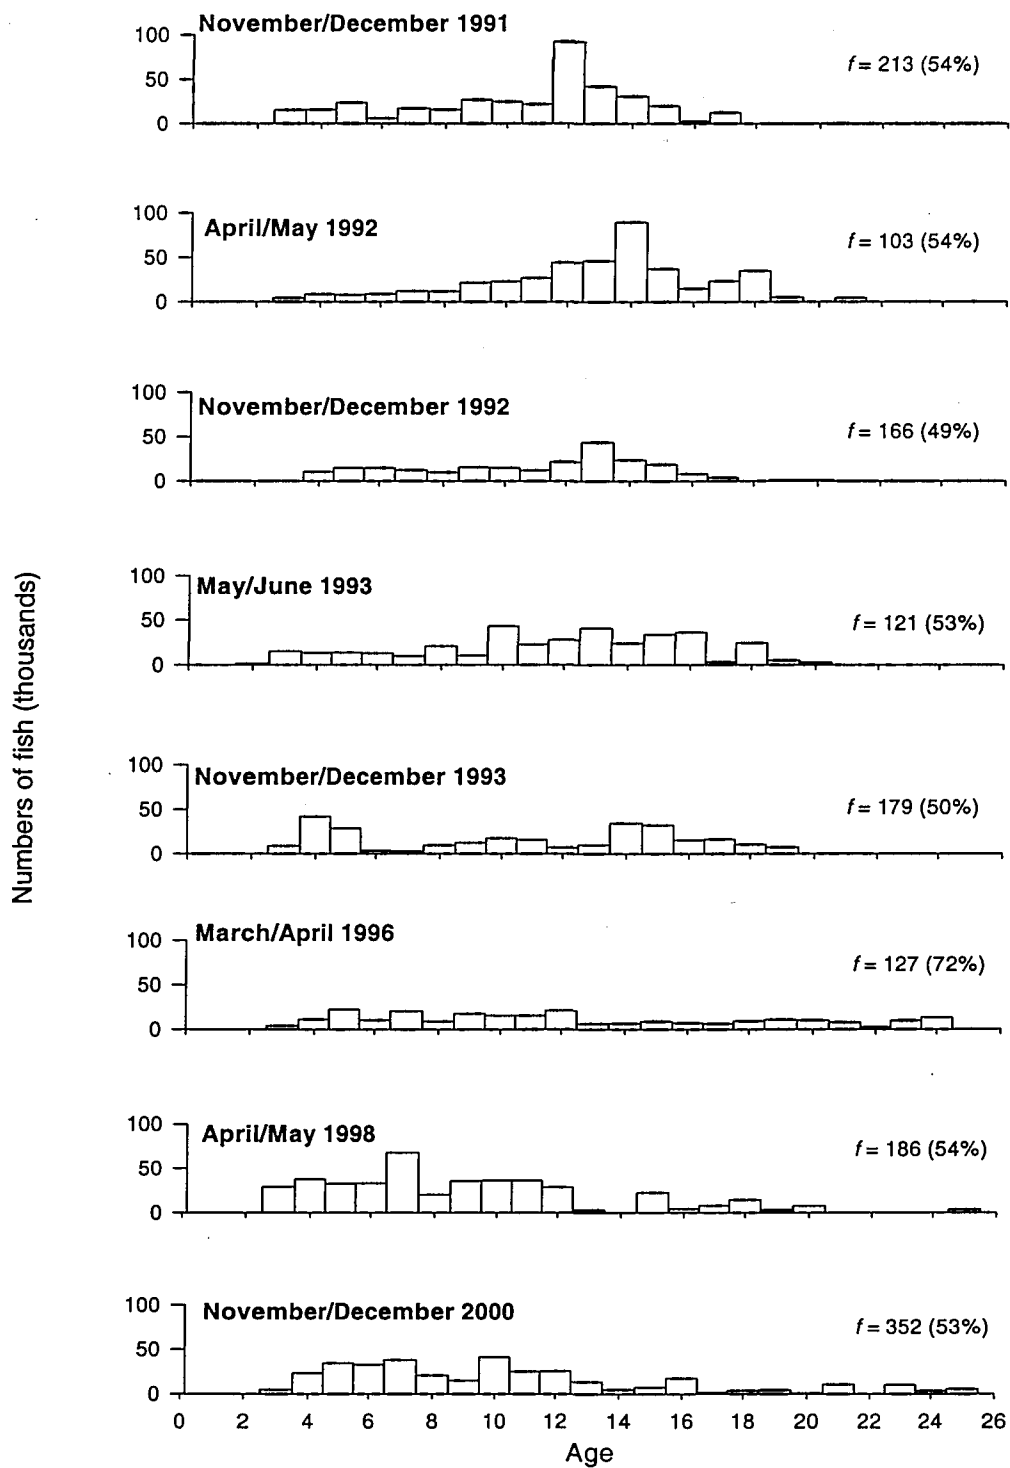 November/December 1991
100
50
0
f = 213 (54%)
April/May 1992
100
50
0
f = 103 (54%)
November/December 1992
100
50
0
f = 166 (49%)
May/June 1993
100
50
0
f = 121 (53%)
November/December 1993
100
50
0
f = 179 (50%)
March/April 1996
100
50
0
f = 127 (72%)
April/May 1998
100
50
0
f = 186 (54%)
November/December 2000
100
50
0
f = 352 (53%)
0 2 4 6 8 10 12 14 16 18 20 22 24 26
Age
Numbers of fish (thousands)